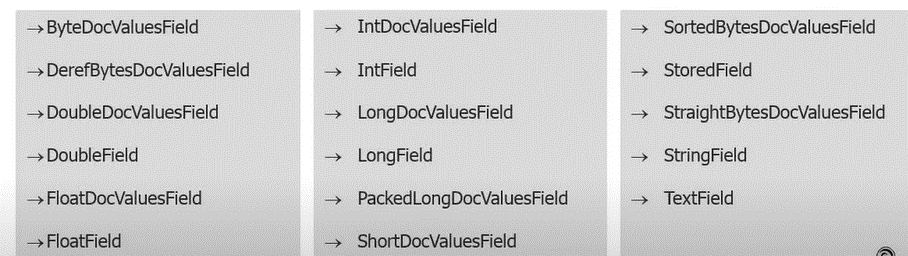 →ByteDocValuesField
→DerefBytesDocValuesField
→DoubleDocValuesField
→DoubleField
→FloatDocValuesField
→FloatField
→ IntDocValuesField
→ IntField
→ LongDocValuesField
→ LongField
→ PackedLongDocValuesField
→ ShortDocValuesField
→ SortedBytesDocValuesField
→ StoredField
→ StraightBytesDocValuesField
→ StringField
→ TextField